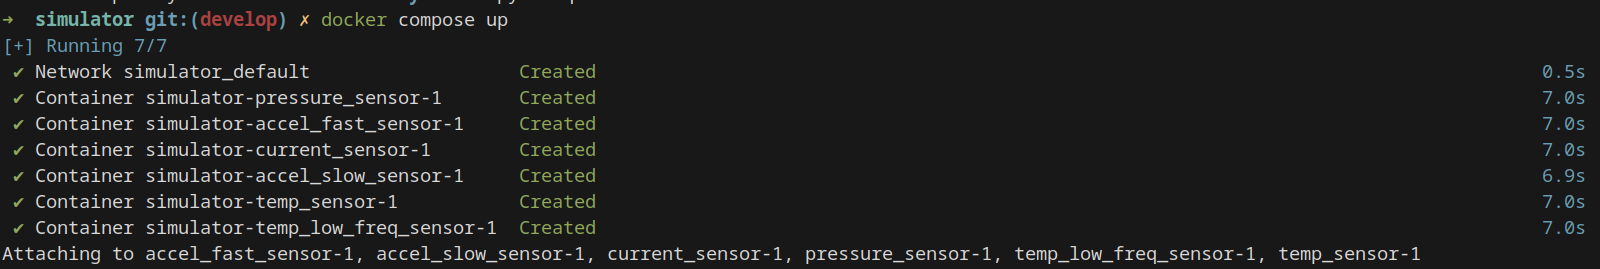 → simulator git:(develop) ✗ docker compose up
[+] Running 7/7
✔ Network simulator_default Created 0.5s
✔ Container simulator-pressure_sensor-1 Created 7.0s
✔ Container simulator-accel_fast_sensor-1 Created 7.0s
✔ Container simulator-current_sensor-1 Created 7.0s
✔ Container simulator-accel_slow_sensor-1 Created 6.9s
✔ Container simulator-temp_sensor-1 Created 7.0s
✔ Container simulator-temp_low_freq_sensor-1 Created 7.0s
Attaching to accel_fast_sensor-1, accel_slow_sensor-1, current_sensor-1, pressure_sensor-1, temp_low_freq_sensor-1, temp_sensor-1